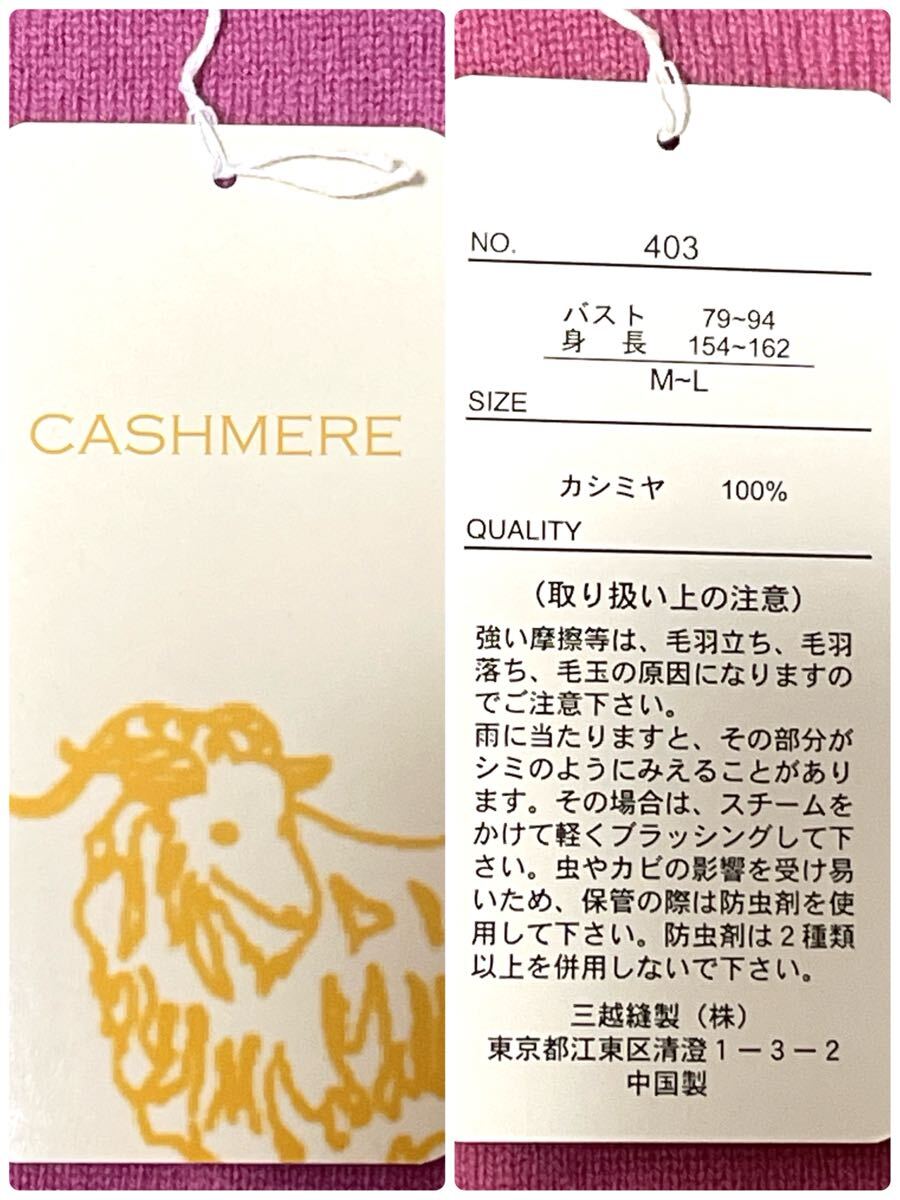 CASHMERE
NO. 403
バスト 79~94
身 長 154~162
M~L
SIZE
カシミヤ 100%
QUALITY
(取り扱い上の注意)
強い摩擦等は、毛羽立ち、毛羽
落ち、毛玉の原因になりますの
でご注意下さい。
雨に当たりますと、その部分が
シミのようにみえることがあり
ます。その場合は、スチームを
かけて軽くブラッシングして下
さい。虫やカビの影響を受け易
いため、保管の際は防虫剤を使
用して下さい。防虫剤は2種類
以上を併用しないで下さい。
三越縫製(株)
東京都江東区清澄1-3-2
中国製